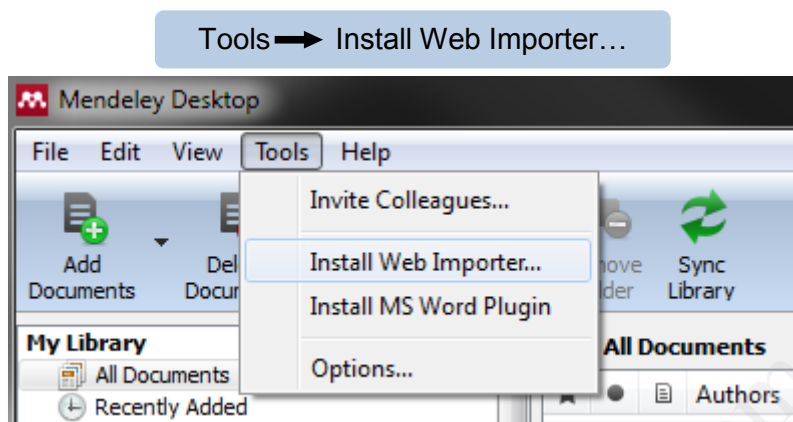 Tools → Install Web Importer…
Mendeley Desktop
File Edit View Tools Help
Invite Colleagues...
Install Web Importer...
Install MS Word Plugin
Options...
Add
Documents
Sync
Library
My Library
All Documents
Recently Added
All Documents
Authors